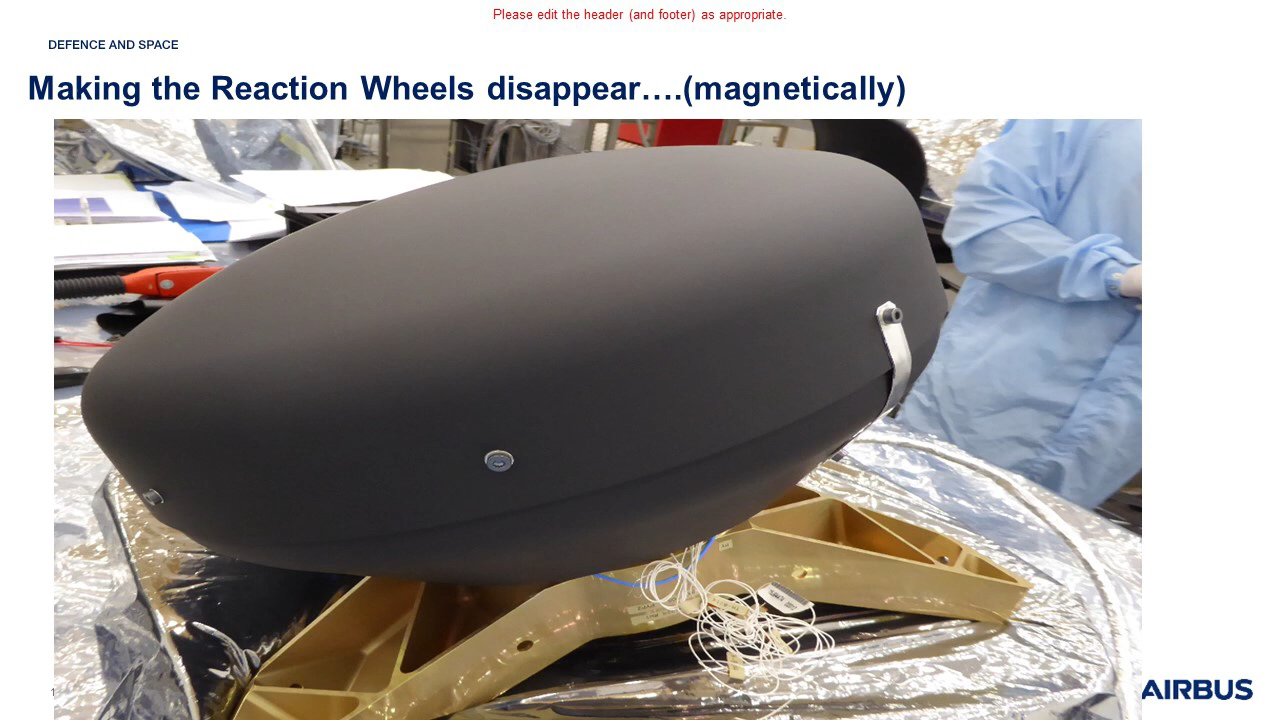 Please edit the header (and footer) as appropriate.
DEFENCE AND SPACE
Making the Reaction Wheels disappear….(magnetically)
1
AIRBUS